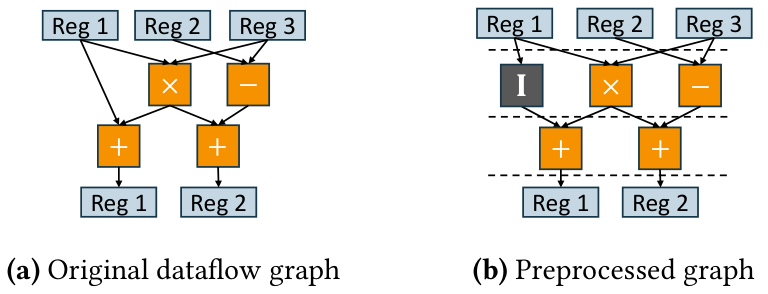 Reg 1 Reg 2 Reg 3
× −
+ +
Reg 1 Reg 2
(a) Original dataflow graph
Reg 1 Reg 2 Reg 3
I × −
+ +
Reg 1 Reg 2
(b) Preprocessed graph